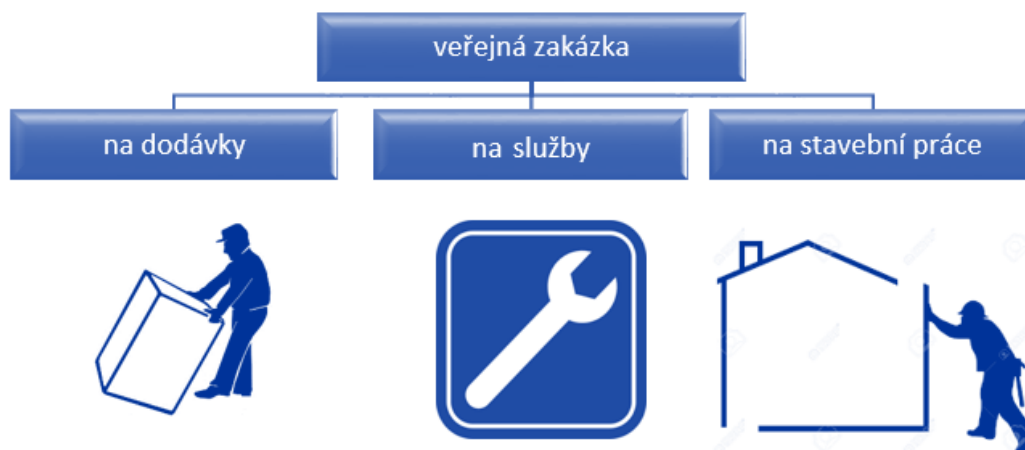 veřejná zakázka
na dodávky
na služby
na stavební práce